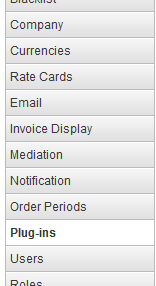 Blacklist
Company
Currencies
Rate Cards
Email
Invoice Display
Mediation
Notification
Order Periods
Plug-ins
Users
Roles